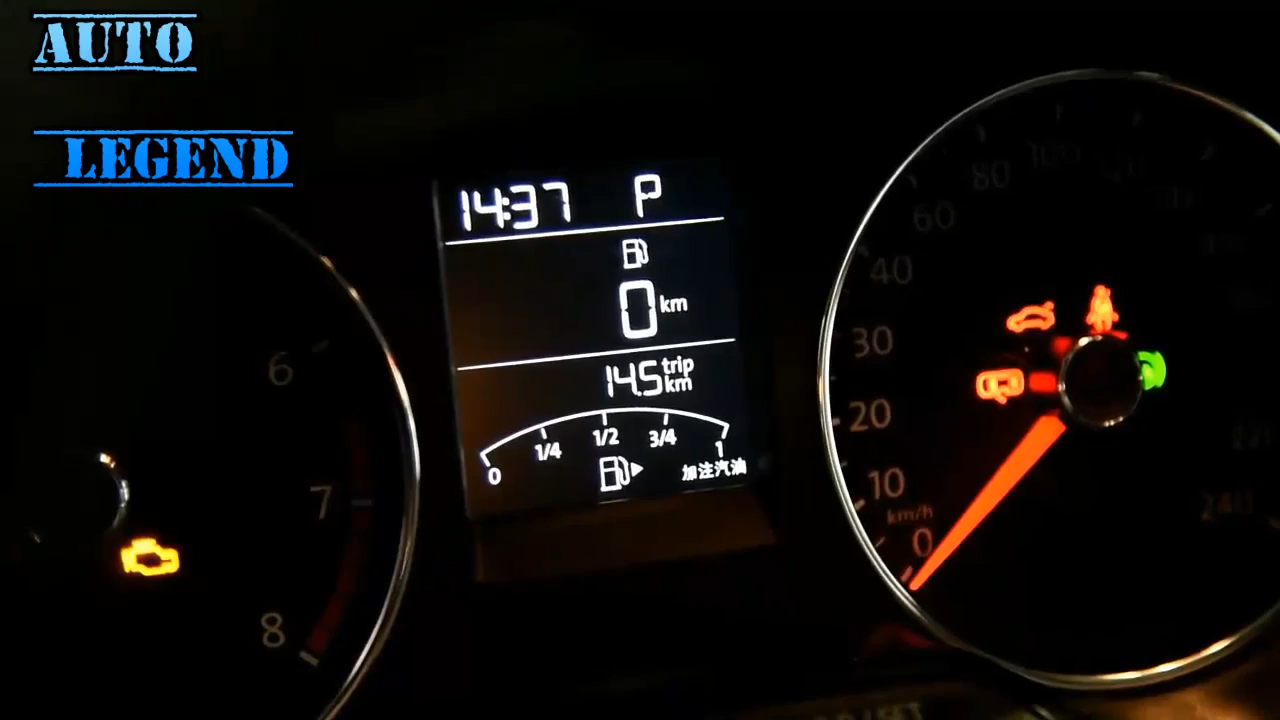 AUTO
LEGEND
14:37 P
0 km
14.5 trip km
0 1/4 1/2 3/4 1
加注汽油
6
7
8
0
10
20
30
40
60
80
100
240
km/h